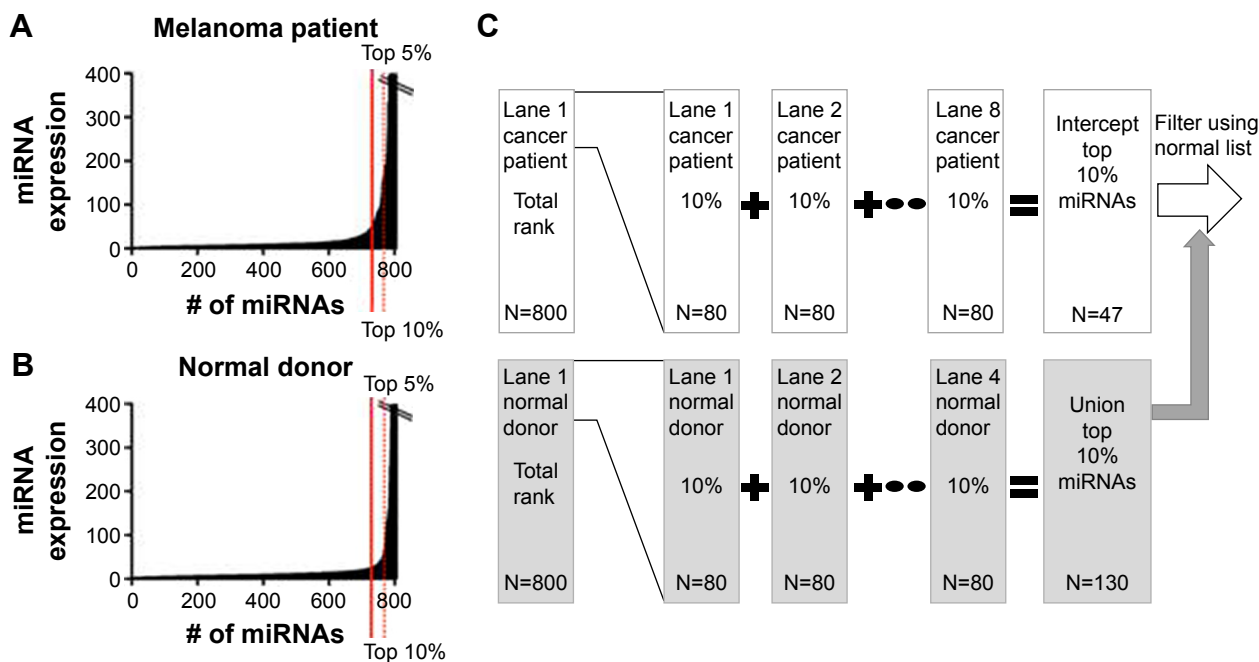 A
Melanoma patient
Top 5%
400
300
200
100
0
miRNA
expression
0 200 400 600 800
# of miRNAs
Top 10%
B
Normal donor
Top 5%
400
300
200
100
0
miRNA
expression
0 200 400 600 800
# of miRNAs
Top 10%
C
Lane 1
cancer
patient
Total
rank
N=800
Lane 1
cancer
patient
10%
N=80
+
Lane 2
cancer
patient
10%
N=80
+
Lane 8
cancer
patient
10%
N=80
=
Intercept
top
10%
miRNAs
N=47
Filter using
normal list
Lane 1
normal
donor
Total
rank
N=800
Lane 1
normal
donor
10%
N=80
+
Lane 2
normal
donor
10%
N=80
+
Lane 4
normal
donor
10%
N=80
=
Union
top
10%
miRNAs
N=130